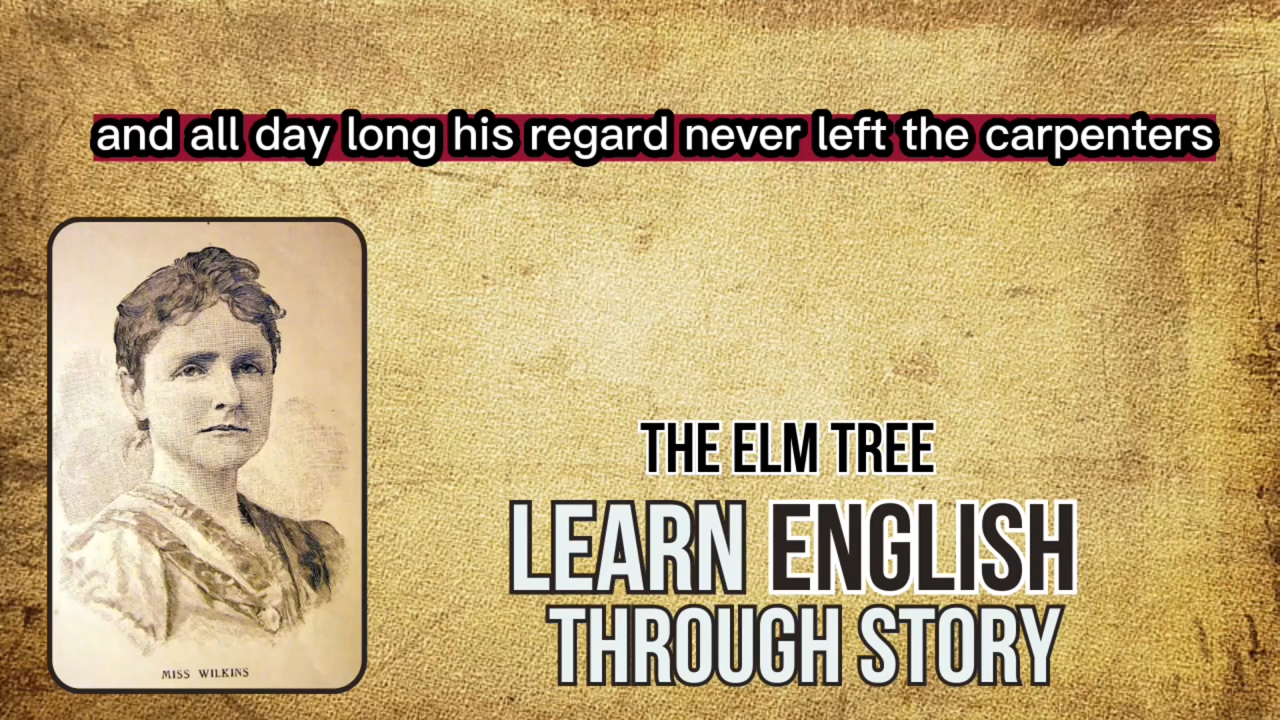 and all day long his regard never left the carpenters
THE ELM TREE
LEARN ENGLISH
THROUGH STORY
MISS WILKINS